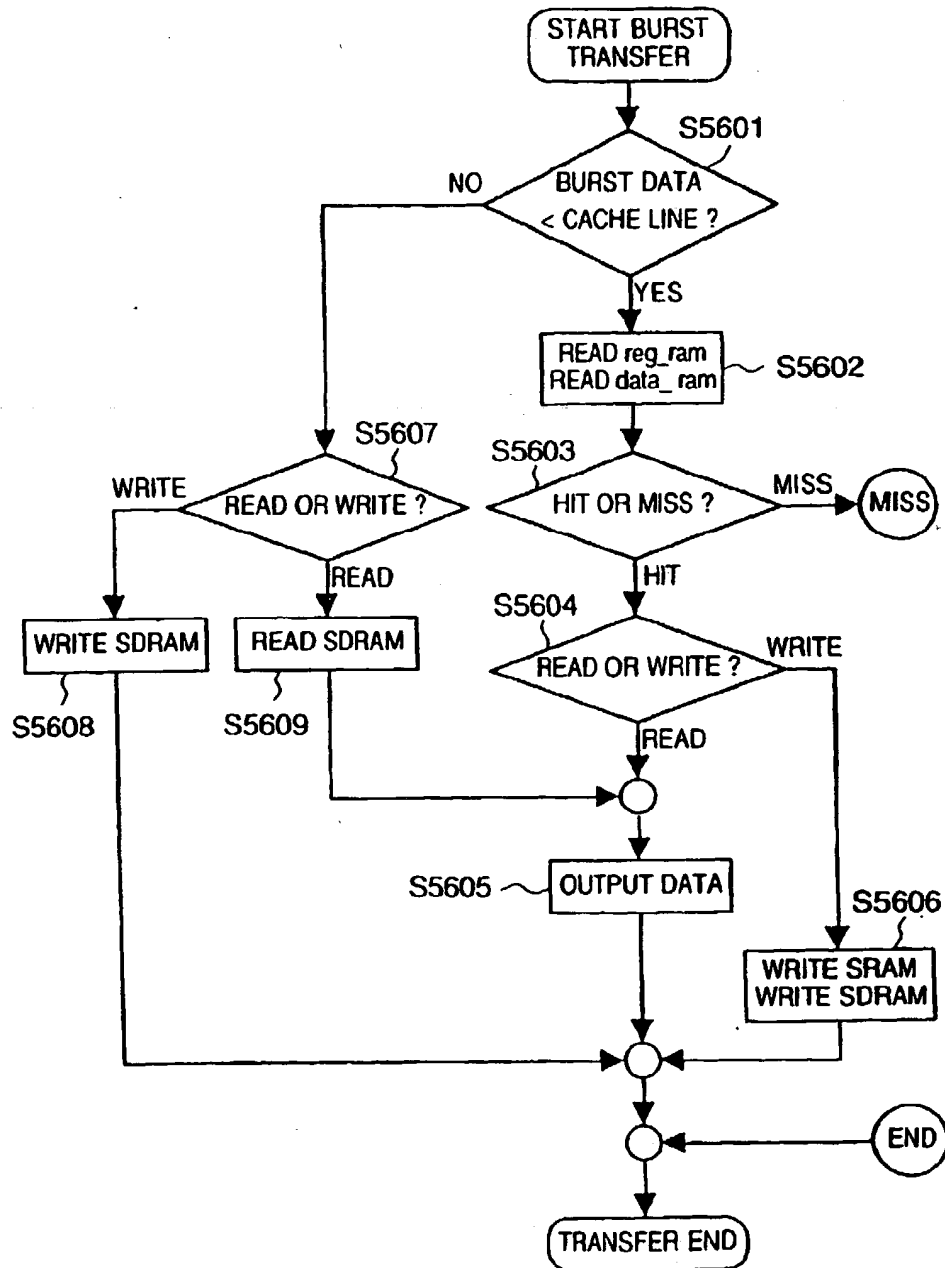 START BURST
TRANSFER
S5601
NO
BURST DATA
< CACHE LINE ?
YES
READ reg_ram
READ data_ram
S5602
S5607
S5603
WRITE
READ OR WRITE ?
HIT OR MISS ?
MISS
MISS
READ
HIT
S5604
WRITE SDRAM
READ SDRAM
READ OR WRITE ?
WRITE
S5608
S5609
READ
S5605
OUTPUT DATA
S5606
WRITE SRAM
WRITE SDRAM
END
TRANSFER END